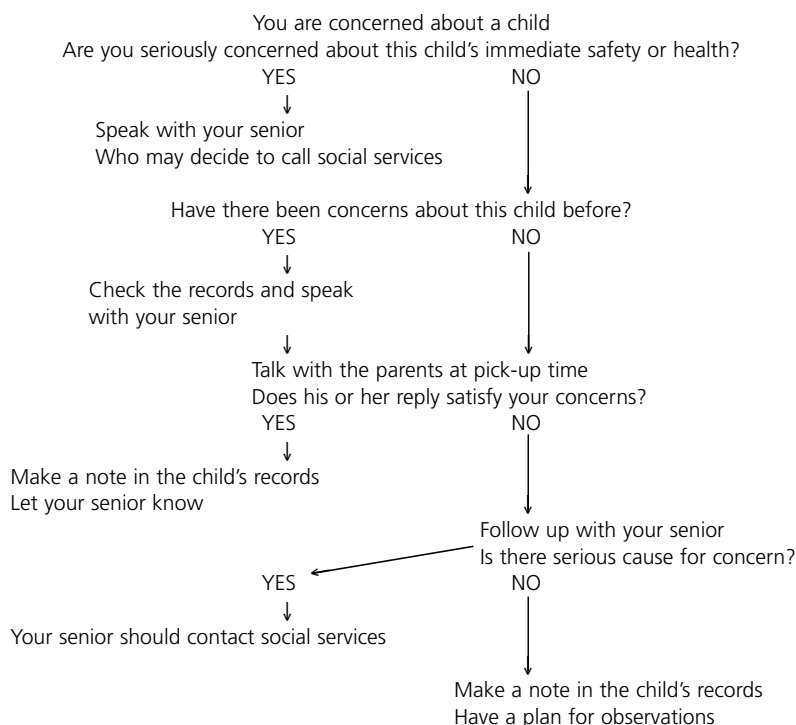 You are concerned about a child
Are you seriously concerned about this child’s immediate safety or health?
YES NO
Speak with your senior
Who may decide to call social services
Have there been concerns about this child before?
YES NO
Check the records and speak
with your senior
Talk with the parents at pick-up time
Does his or her reply satisfy your concerns?
YES NO
Make a note in the child’s records
Let your senior know
Follow up with your senior
Is there serious cause for concern?
YES NO
Your senior should contact social services
Make a note in the child’s records
Have a plan for observations